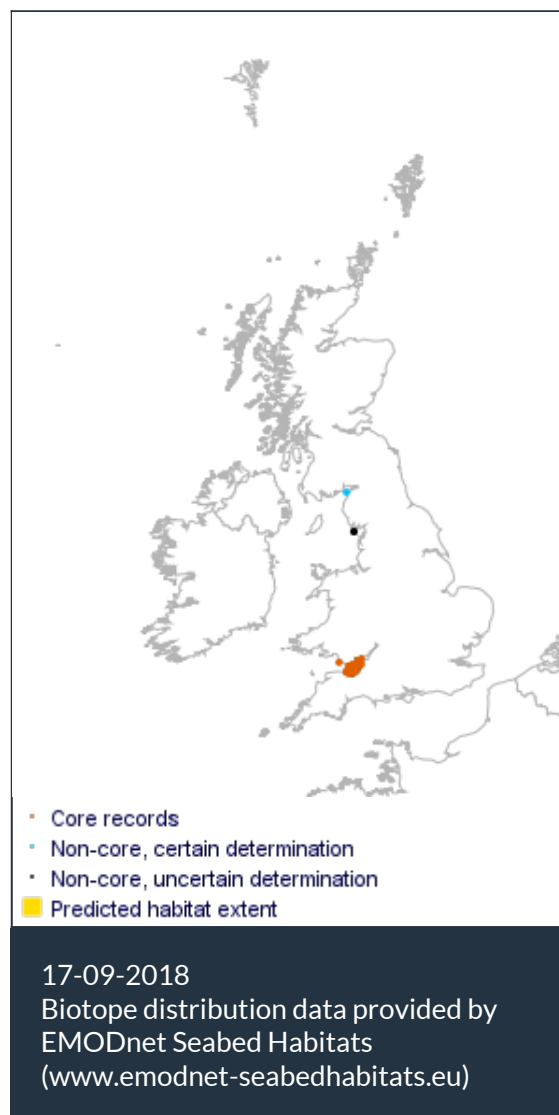 Core records
Non-core, certain determination
Non-core, uncertain determination
Predicted habitat extent
17-09-2018
Biotope distribution data provided by
EMODnet Seabed Habitats
(www.emodnet-seabedhabitats.eu)